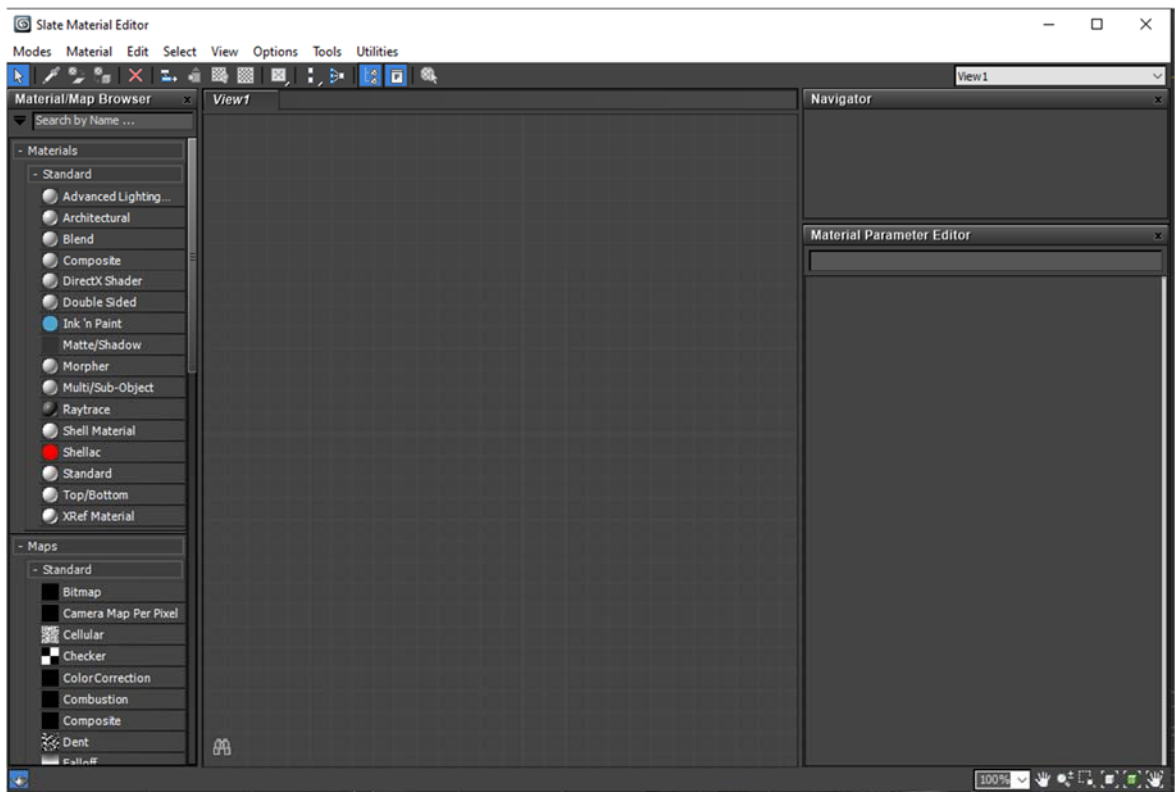 Slate Material Editor
Modes Material Edit Select View Options Tools Utilities
View1
Material/Map Browser
View1
Navigator
Search by Name ...
- Materials
- Standard
Advanced Lighting...
Architectural
Blend
Composite
DirectX Shader
Double Sided
Ink 'n Paint
Matte/Shadow
Morpher
Multi/Sub-Object
Raytrace
Shell Material
Shellac
Standard
Top/Bottom
XRef Material
Material Parameter Editor
- Maps
- Standard
Bitmap
Camera Map Per Pixel
Cellular
Checker
ColorCorrection
Combustion
Composite
Dent
Falloff
100%